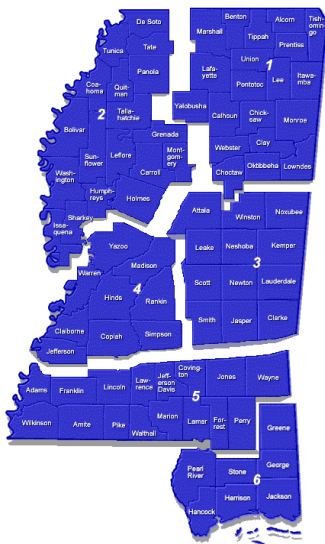 De Soto
Tunica
Tate
Panola
Coa-
homa
Quit-
man
2
Talla-
hatchie
Bolivar
Grenada
Sun-
flower
Leflore
Mont-
gom-
ery
Wash-
ington
Carroll
Humph-
reys
Holmes
Sharkey
Issa-
quena
Benton
Alcorn
Tish-
omin-
go
Marshall
Tippah
Prentiss
Union
1
Lafa-
yette
Pontotoc
Lee
Itawa-
mba
Yalobusha
Calhoun
Chick-
saw
Monroe
Webster
Clay
Choctaw
Oktibbeha
Lowndes
Attala
Winston
Noxubee
Leake
Neshoba
Kemper
3
Scott
Newton
Lauderdale
Smith
Jasper
Clarke
Yazoo
Madison
Warren
4
Hinds
Rankin
Claiborne
Copiah
Simpson
Jefferson
Adams
Franklin
Lincoln
Law-
rence
Jeff-
erson
Davis
Coving-
ton
Jones
Wayne
5
Wilkinson
Amite
Pike
Walthall
Marion
Lamar
For-
rest
Perry
Greene
Pearl
River
Stone
George
6
Hancock
Harrison
Jackson